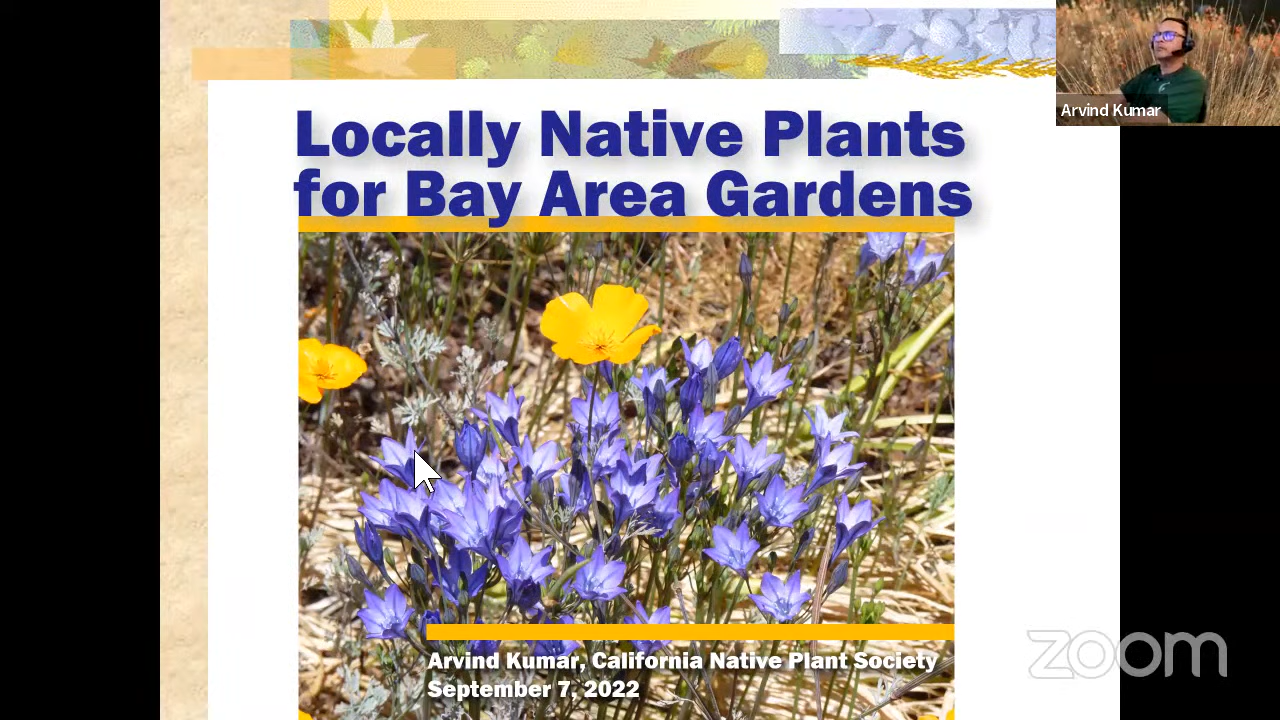 Locally Native Plants
for Bay Area Gardens
Arvind Kumar
Arvind Kumar, California Native Plant Society
September 7, 2022
zoom